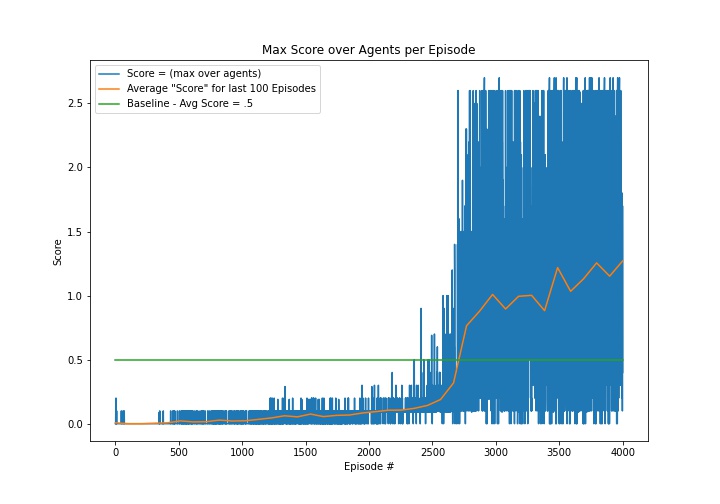 Max Score over Agents per Episode
Score = (max over agents)
Average "Score" for last 100 Episodes
Baseline - Avg Score = .5
2.5
2.0
1.5
1.0
0.5
0.0
Score
0 500 1000 1500 2000 2500 3000 3500 4000
Episode #